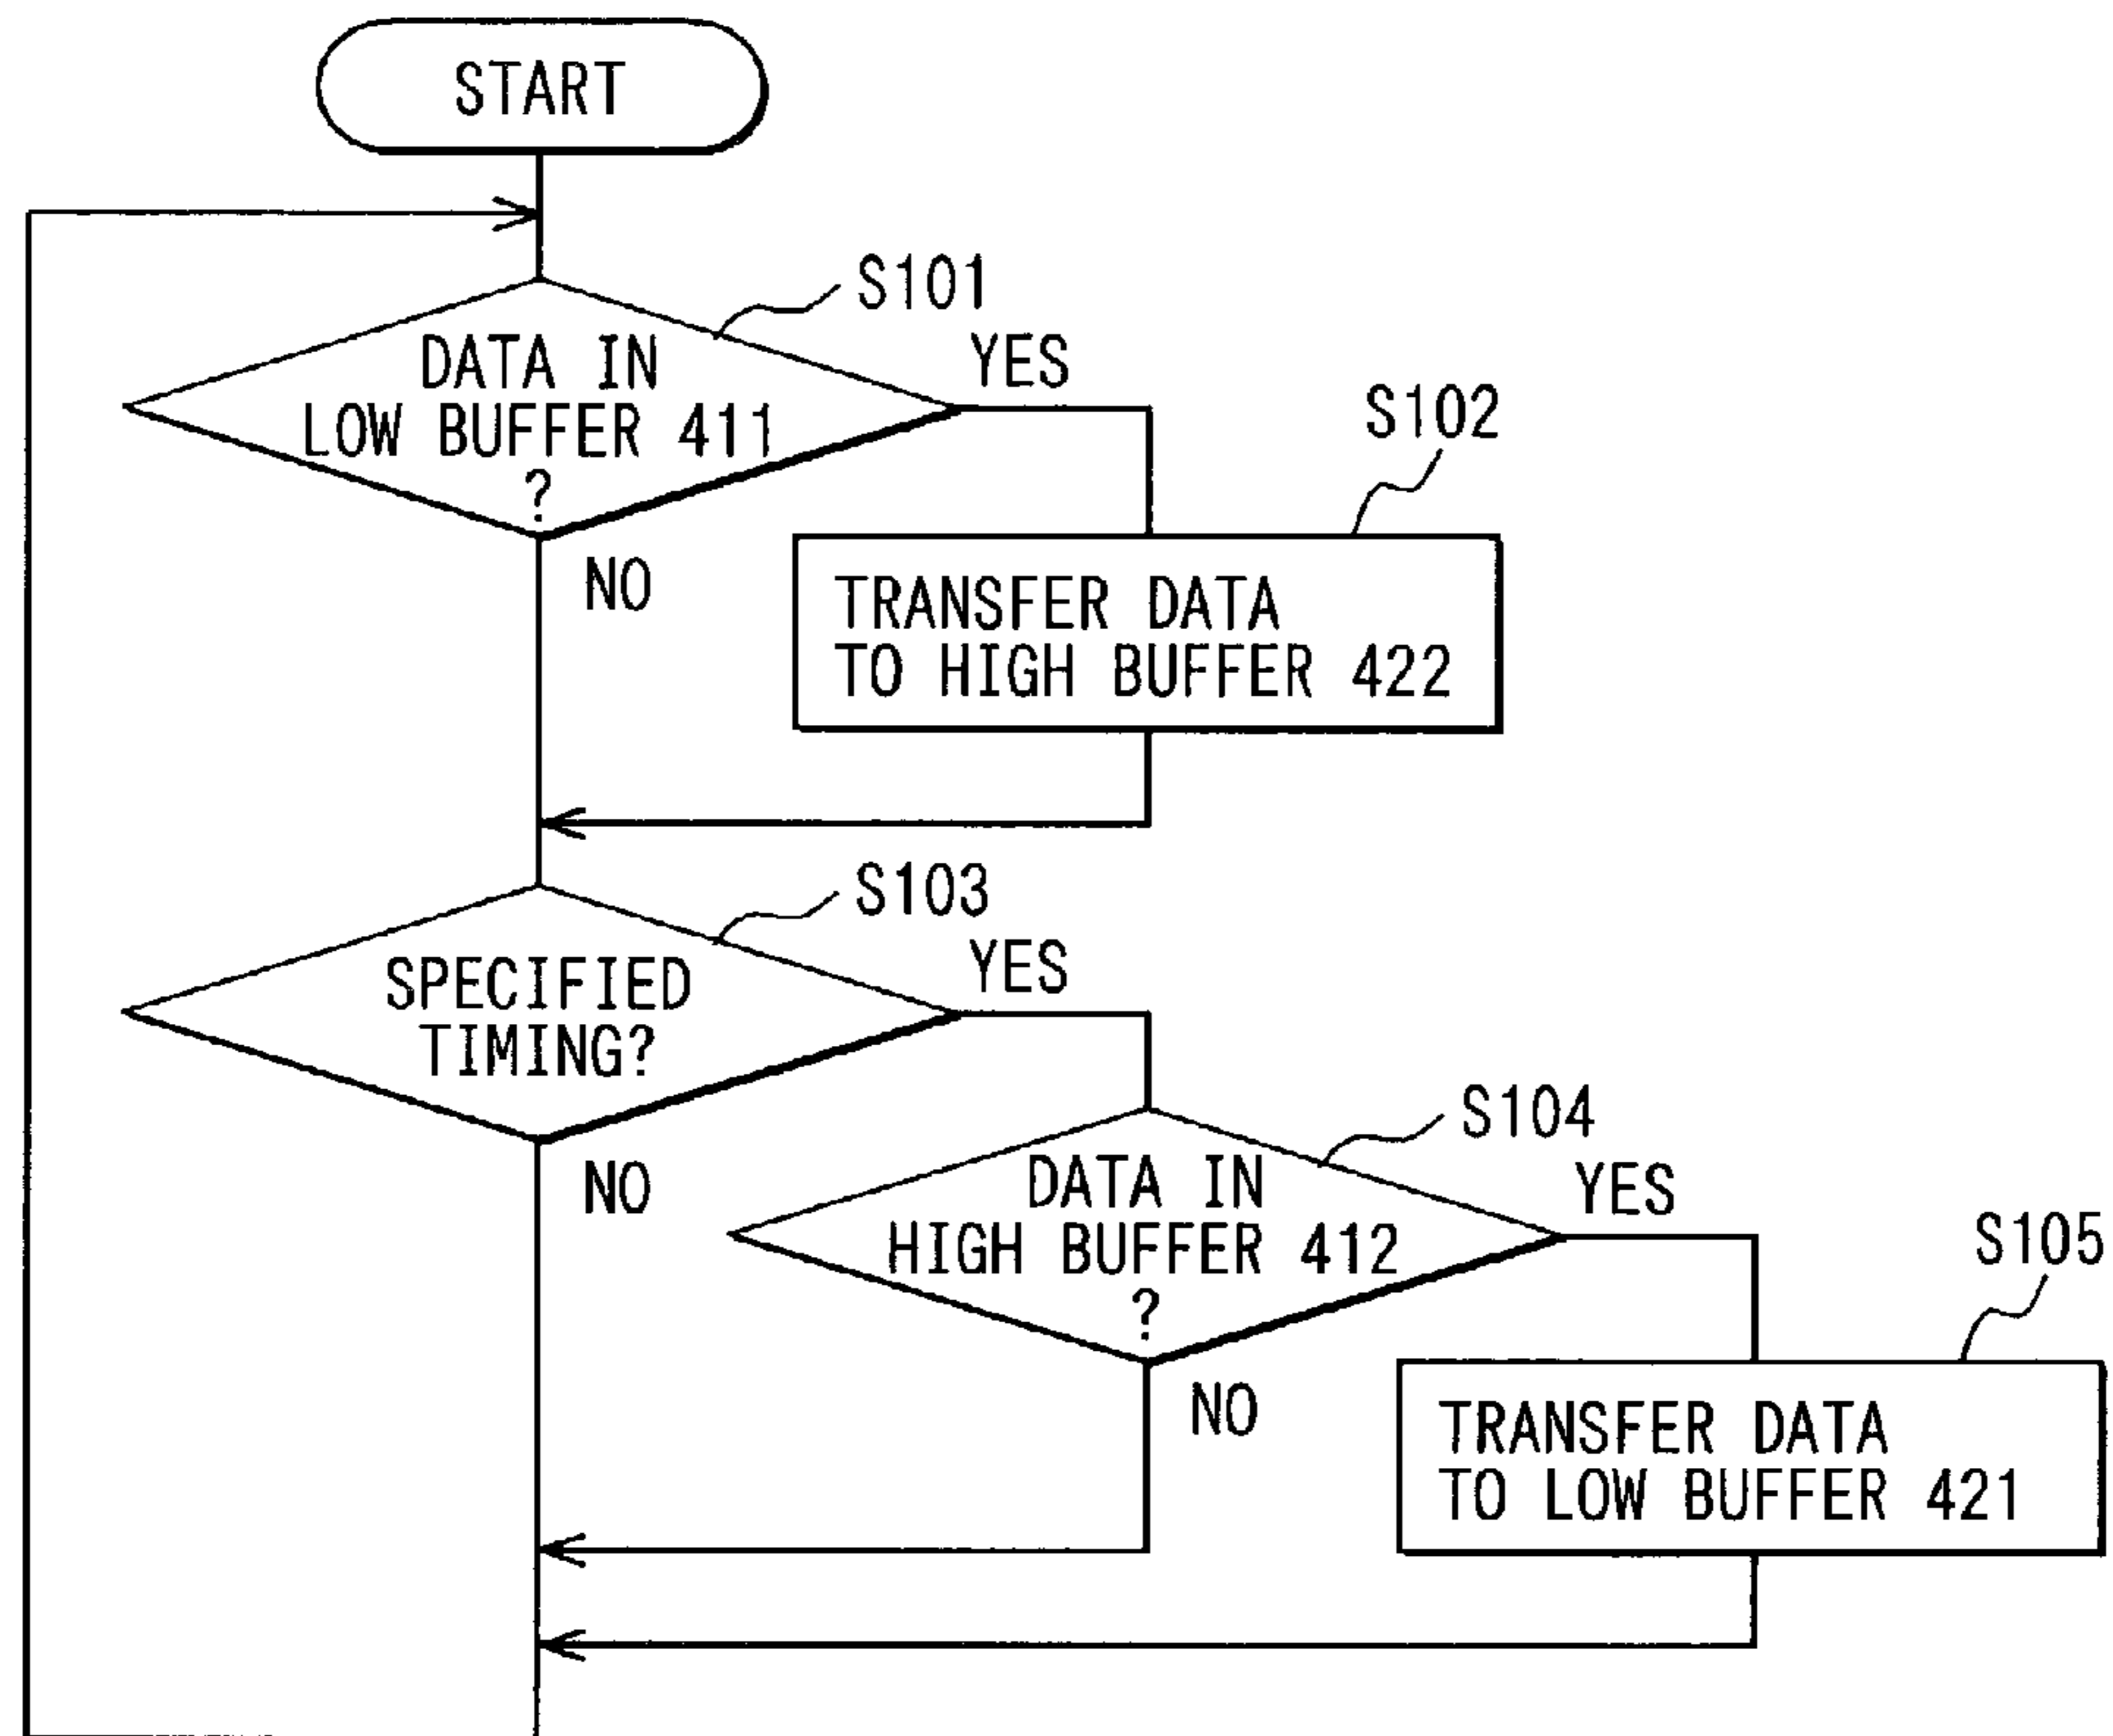 START
S101
DATA IN
LOW BUFFER 411
?
YES
NO
S102
TRANSFER DATA
TO HIGH BUFFER 422
S103
SPECIFIED
TIMING?
YES
NO
S104
DATA IN
HIGH BUFFER 412
?
YES
NO
S105
TRANSFER DATA
TO LOW BUFFER 421